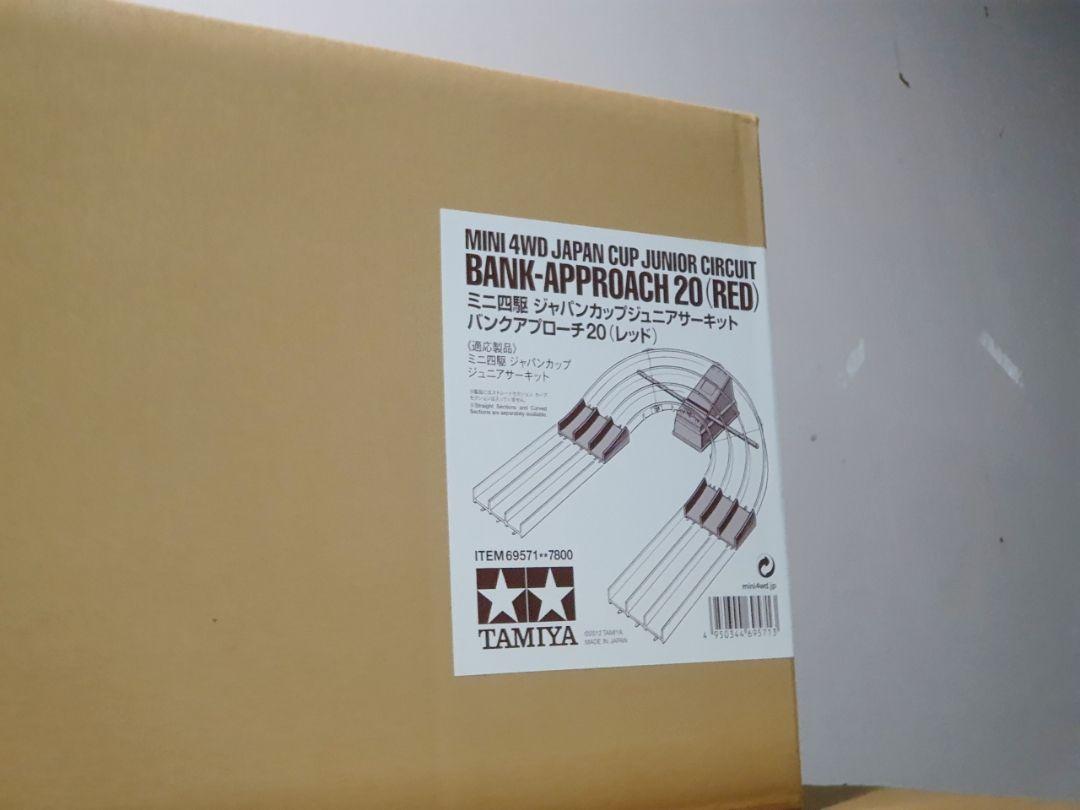 MINI 4WD JAPAN CUP JUNIOR CIRCUIT
BANK-APPROACH 20 (RED)
ミニ四駆 ジャパンカップジュニアサーキット
バンクアプローチ20（レッド）
《適応製品》
ミニ四駆 ジャパンカップ
ジュニアサーキット
※Straight Sections and Curved
Sections are separately available.
ITEM 69571**7800
mini4wd.jp
TAMIYA
©2012 TAMIYA
MADE IN JAPAN
4 950344 695713